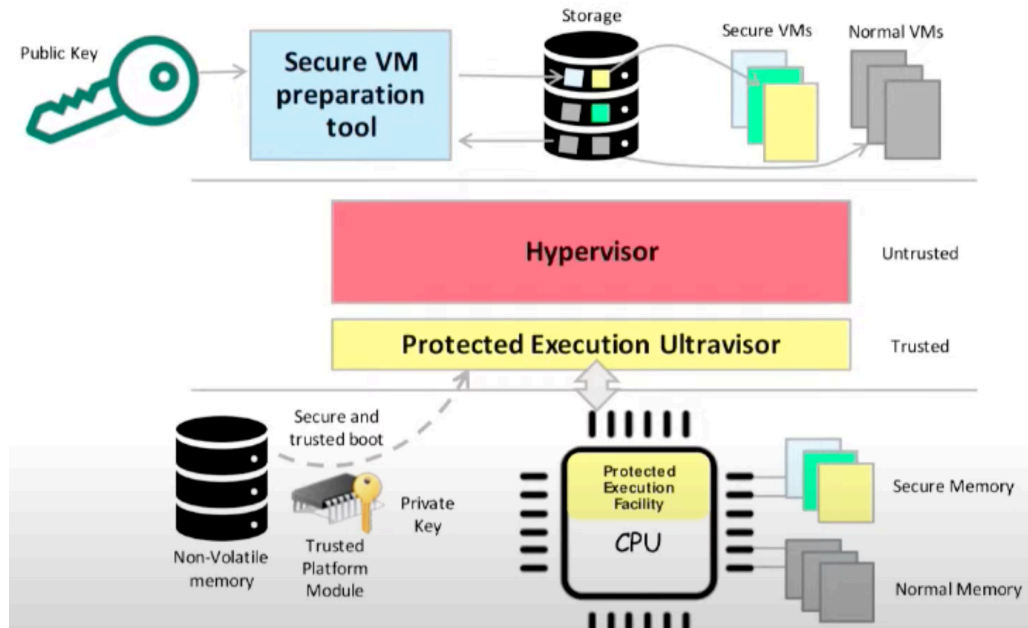 Storage
Public Key
Secure VM
preparation
tool
Secure VMs
Normal VMs
Hypervisor
Untrusted
Protected Execution Ultravisor
Trusted
Secure and
trusted boot
Private
Key
Non-Volatile
memory
Trusted
Platform
Module
Protected
Execution
Facility
CPU
Secure Memory
Normal Memory